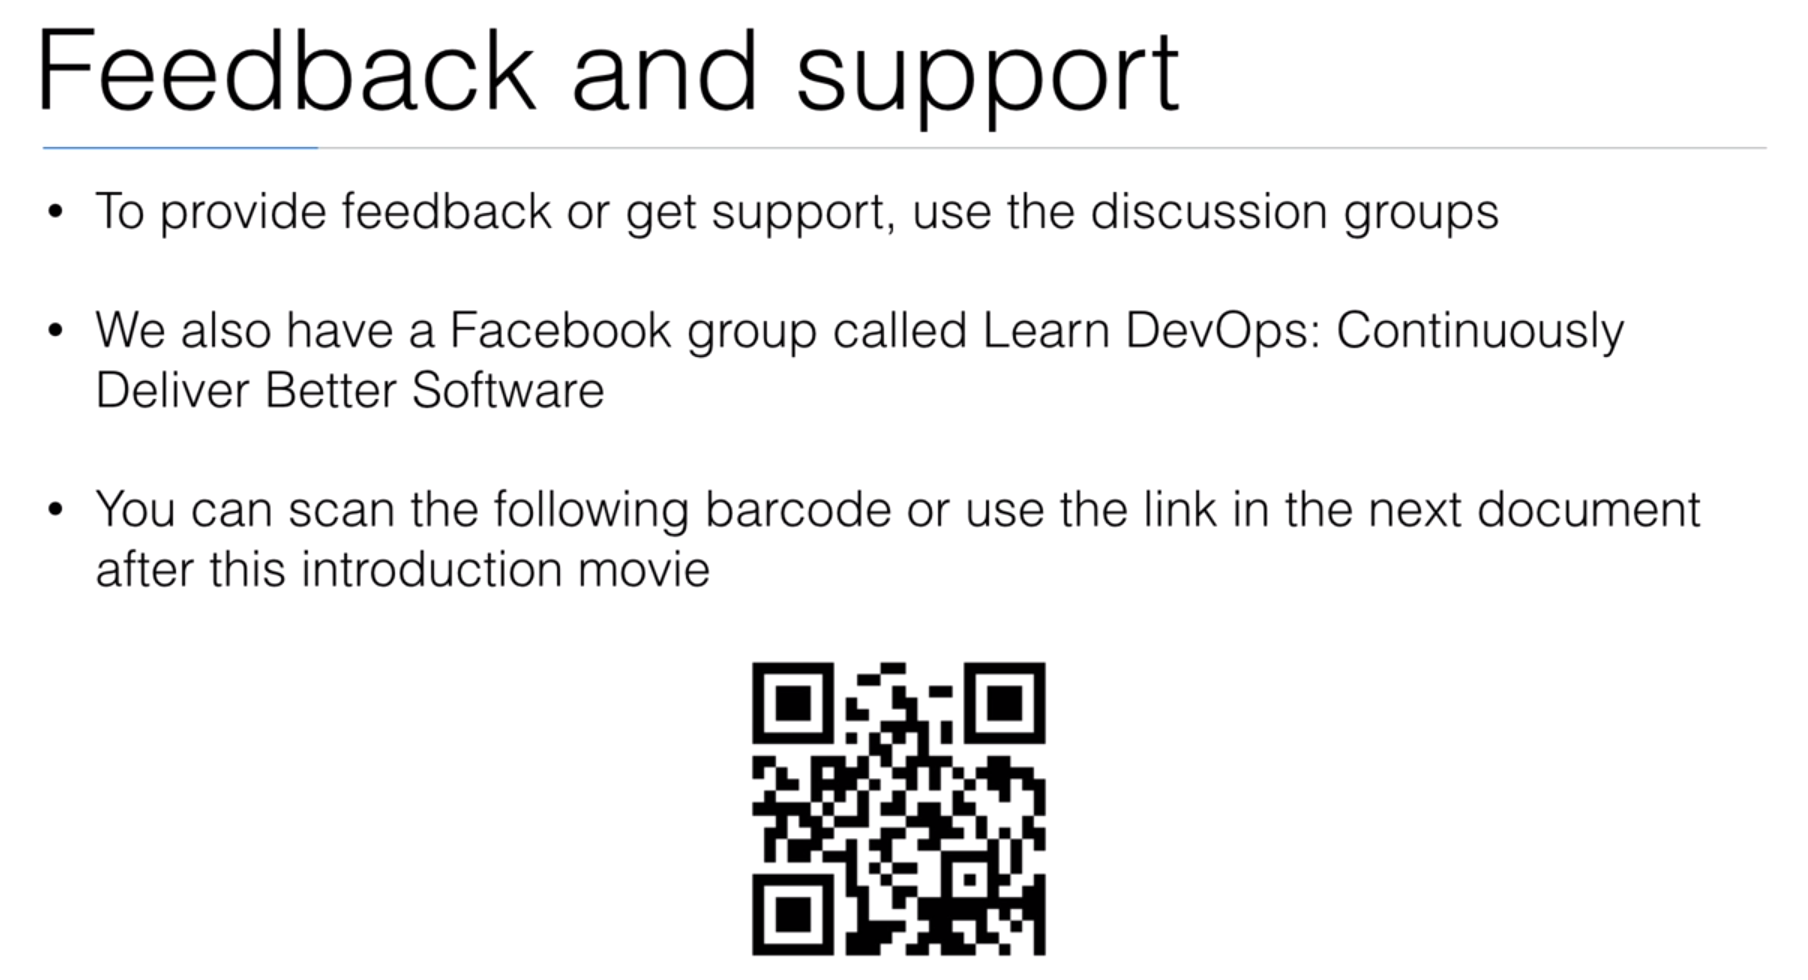 Feedback and support
• To provide feedback or get support, use the discussion groups
• We also have a Facebook group called Learn DevOps: Continuously
Deliver Better Software
• You can scan the following barcode or use the link in the next document
after this introduction movie